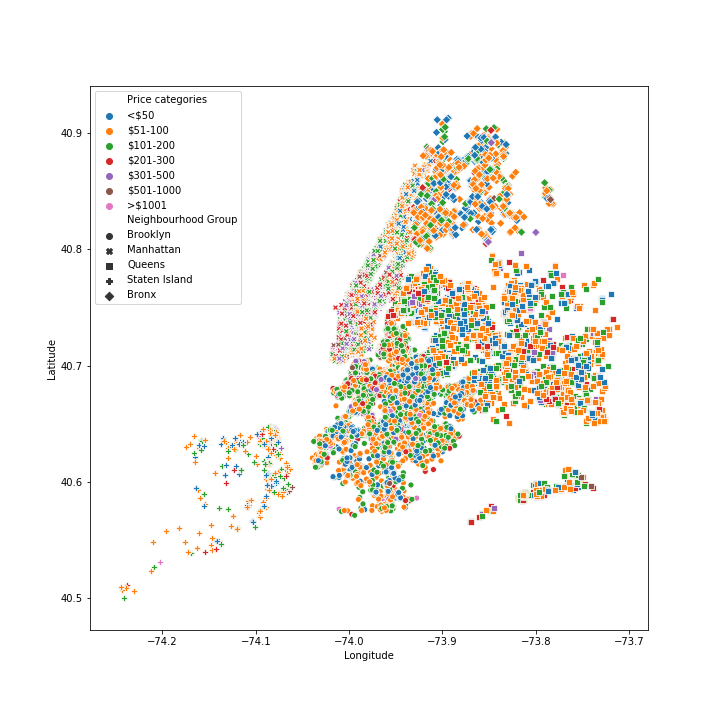 Price categories
<$50
$51-100
$101-200
$201-300
$301-500
$501-1000
>$1001
Neighbourhood Group
Brooklyn
Manhattan
Queens
Staten Island
Bronx
40.9
40.8
40.7
40.6
40.5
Latitude
−74.2
−74.1
−74.0
−73.9
−73.8
−73.7
Longitude